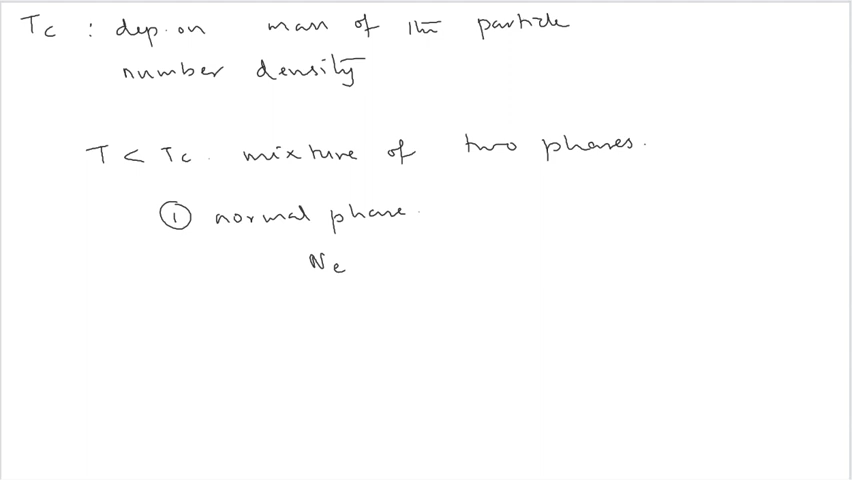 Tc : dep. on mass of the particle
number density
T < Tc. mixture of two phases.
① normal phase.
Ne